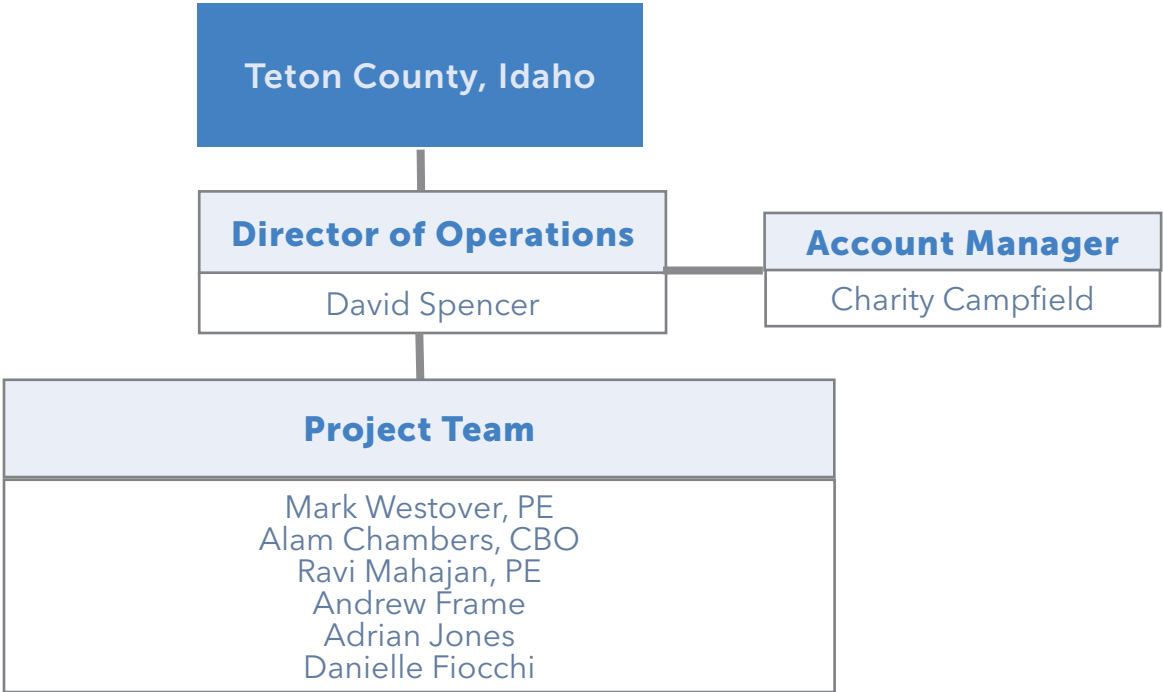 Teton County, Idaho
Director of Operations
David Spencer
Account Manager
Charity Campfield
Project Team
Mark Westover, PE
Alam Chambers, CBO
Ravi Mahajan, PE
Andrew Frame
Adrian Jones
Danielle Fiocchi